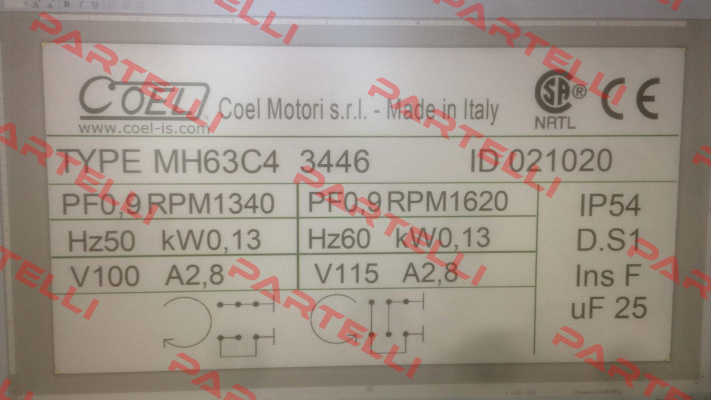 COEL Coel Motori s.r.l. - Made in Italy
www.coel-is.com
SA ® CE
NRTL
TYPE MH63C4 3446 ID 021020
PF0,9 RPM1340 PF0,9 RPM1620 IP54
Hz50 kW0,13 Hz60 kW0,13 D.S1
V100 A2,8 V115 A2,8 Ins F
uF 25
PARTELLI
PARTELLI
PARTELLI
PARTELLI
PARTELLI
PARTELLI
PARTELLI